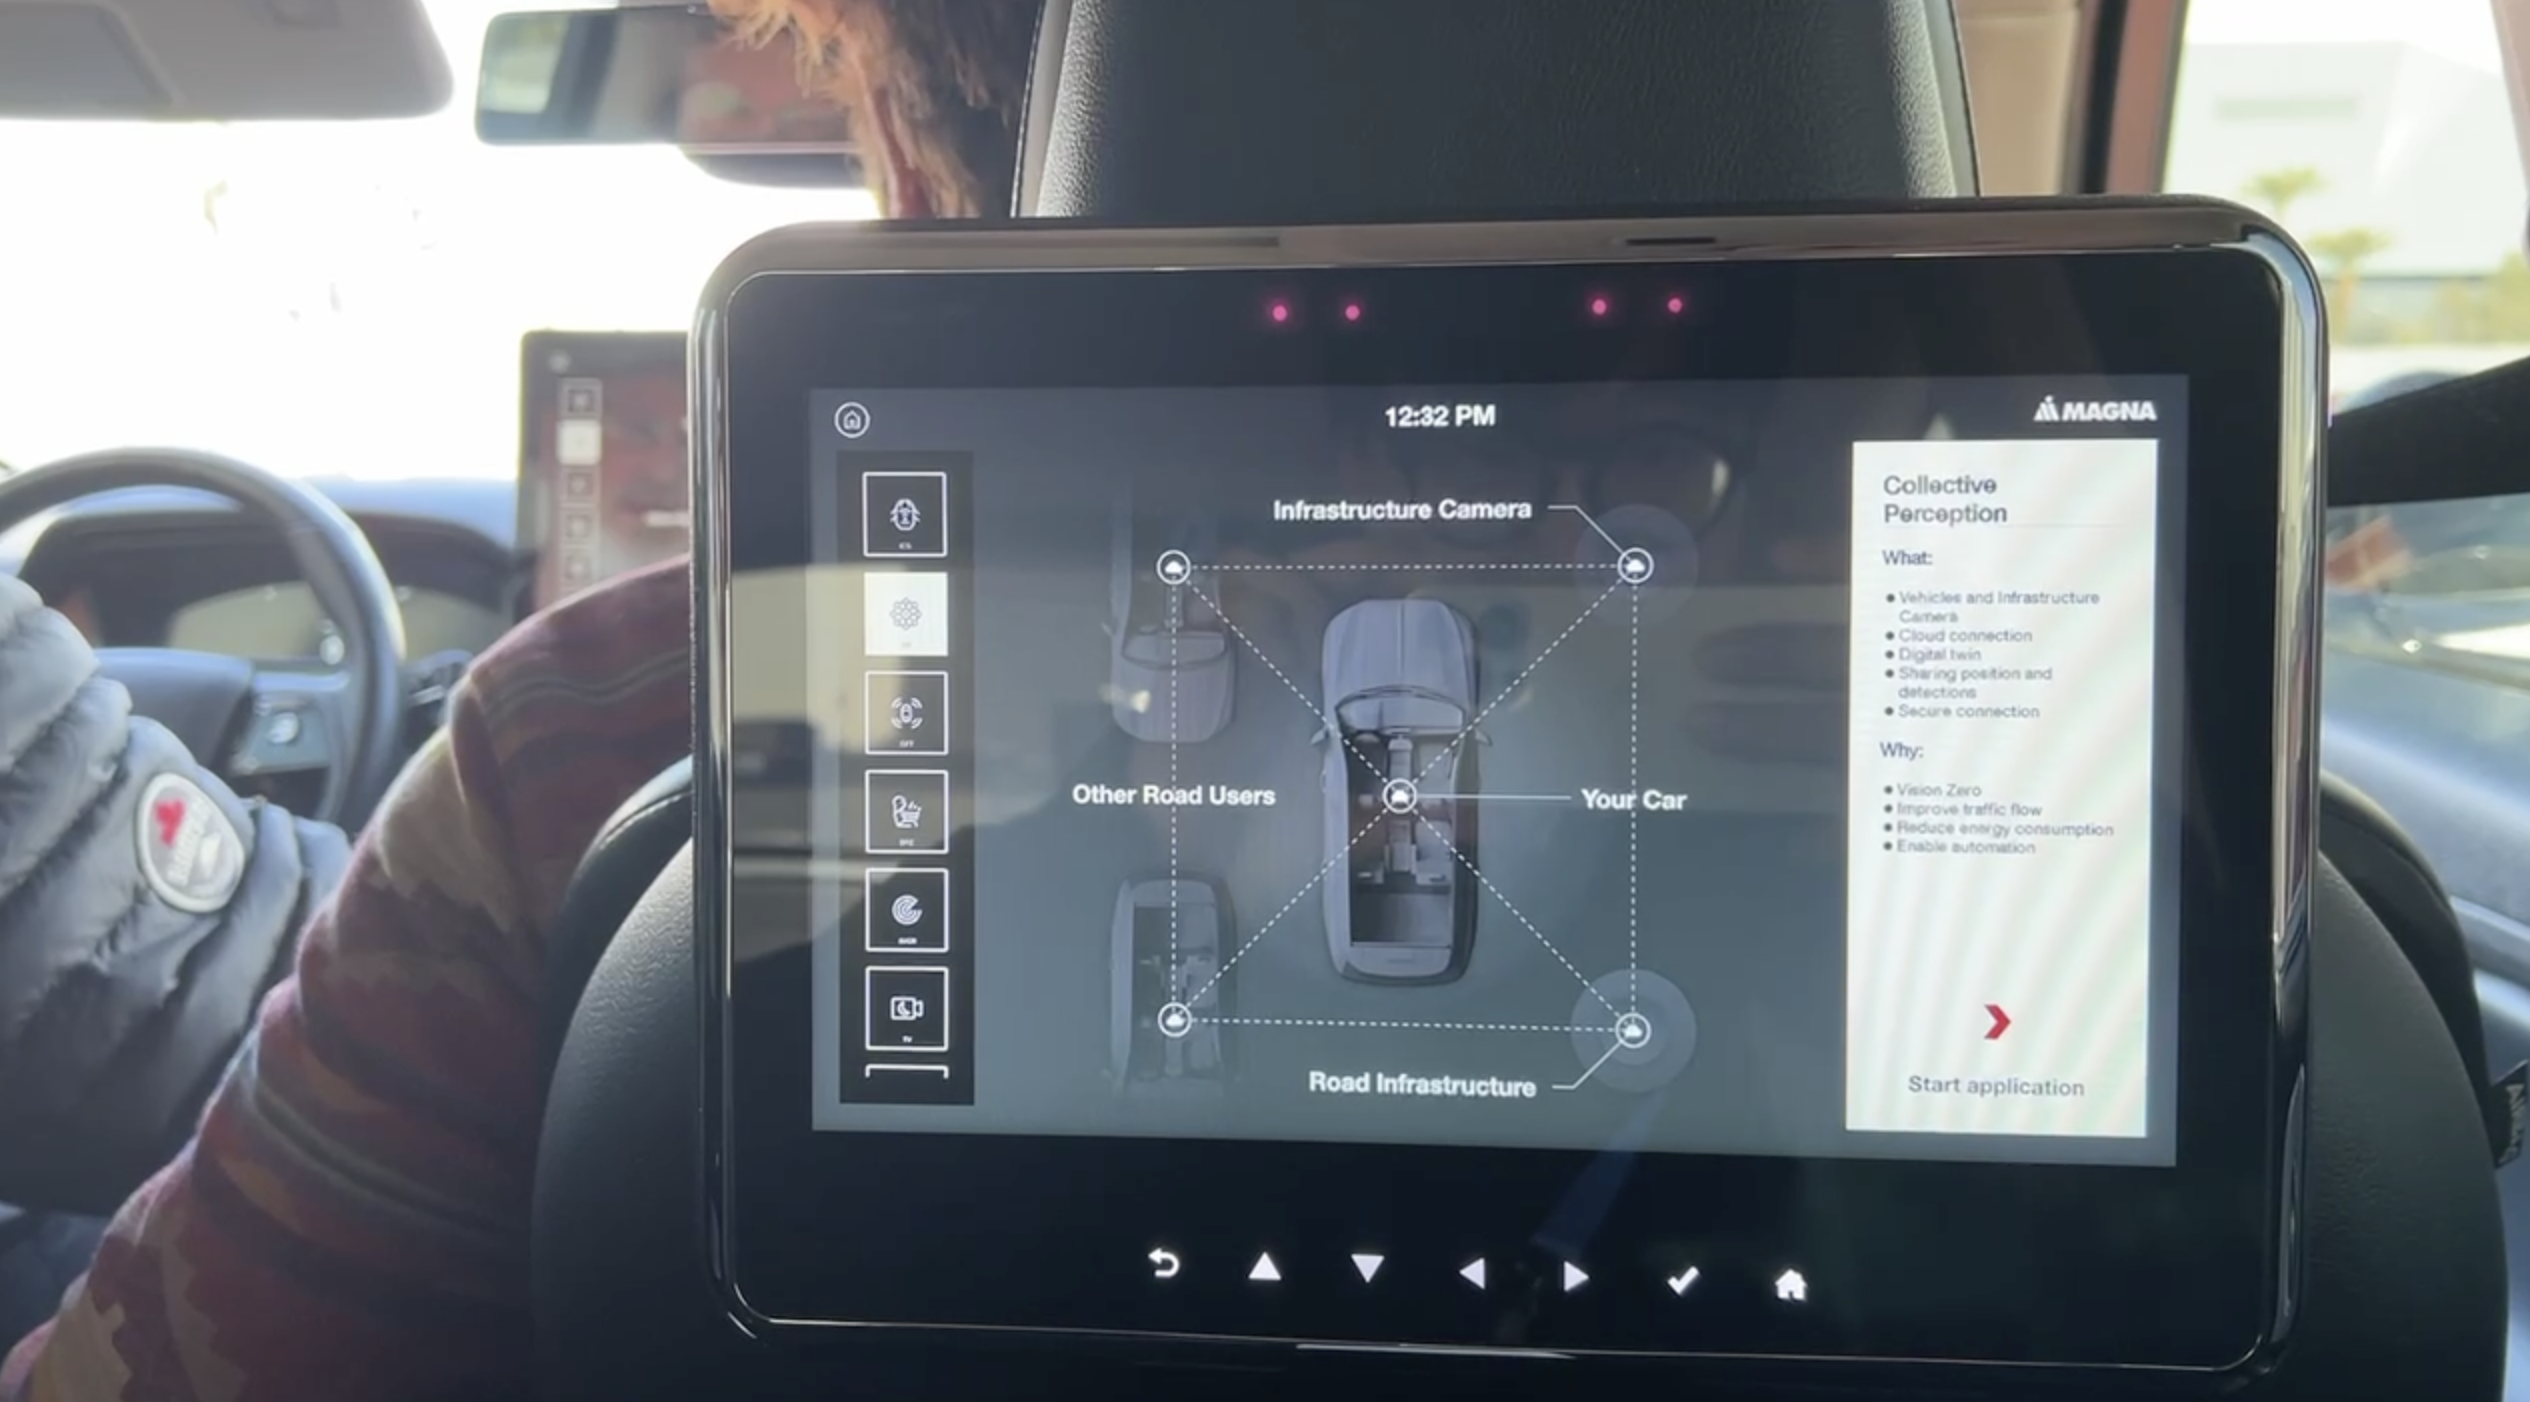 12:32 PM
MAGNA
Infrastructure Camera
Other Road Users
Your Car
Road Infrastructure
Collective
Perception
What:
● Vehicles and Infrastructure
Camera
● Cloud connection
● Digital twin
● Sharing position and
detections
● Secure connection
Why:
● Vision Zero
● Improve traffic flow
● Reduce energy consumption
● Enable automation
Start application